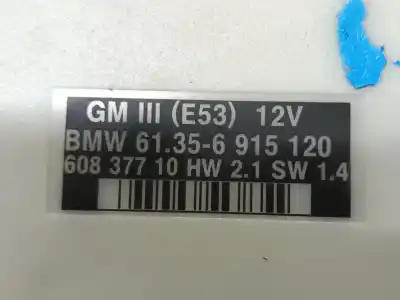 GM III (E53) 12V
BMW 61.35-6 915 120
608 377 10 HW 2.1 SW 1.4